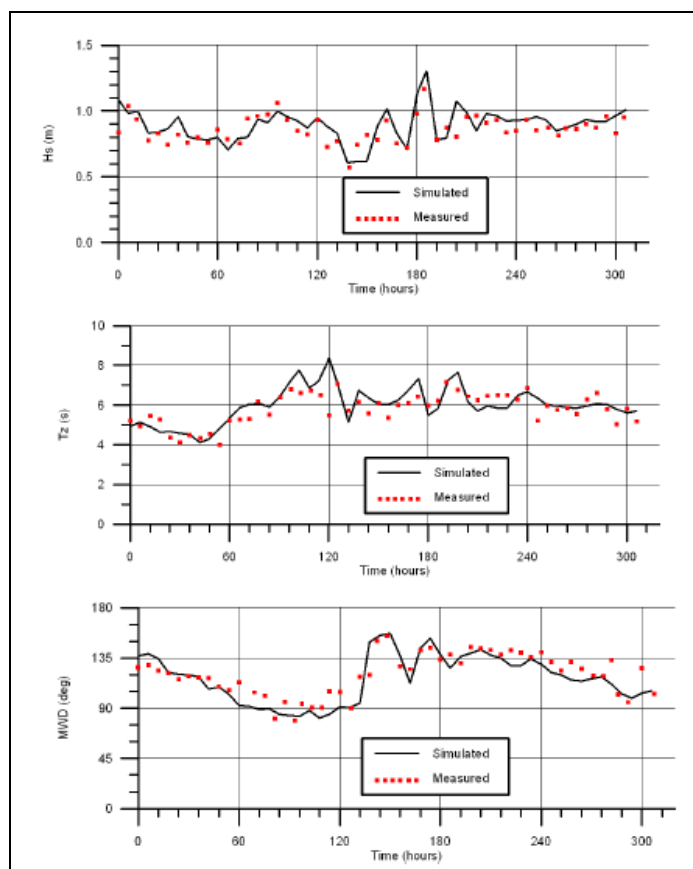 1.5
1.0
0.5
0.0
Hs (m)
Simulated
Measured
0 60 120 180 240 300
Time (hours)
10
8
6
4
2
0
Tz (s)
Simulated
Measured
0 60 120 180 240 300
Time (hours)
180
135
90
45
0
MWD (deg)
Simulated
Measured
0 60 120 180 240 300
Time (hours)